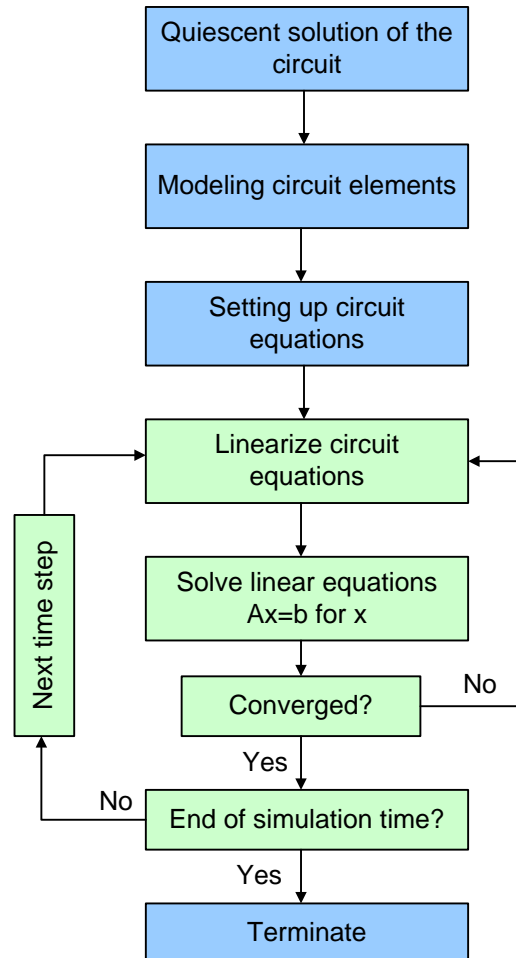 Quiescent solution of the
circuit
Modeling circuit elements
Setting up circuit
equations
Linearize circuit
equations
Solve linear equations
Ax=b for x
Next time step
Converged?
No
Yes
No
End of simulation time?
Yes
Terminate